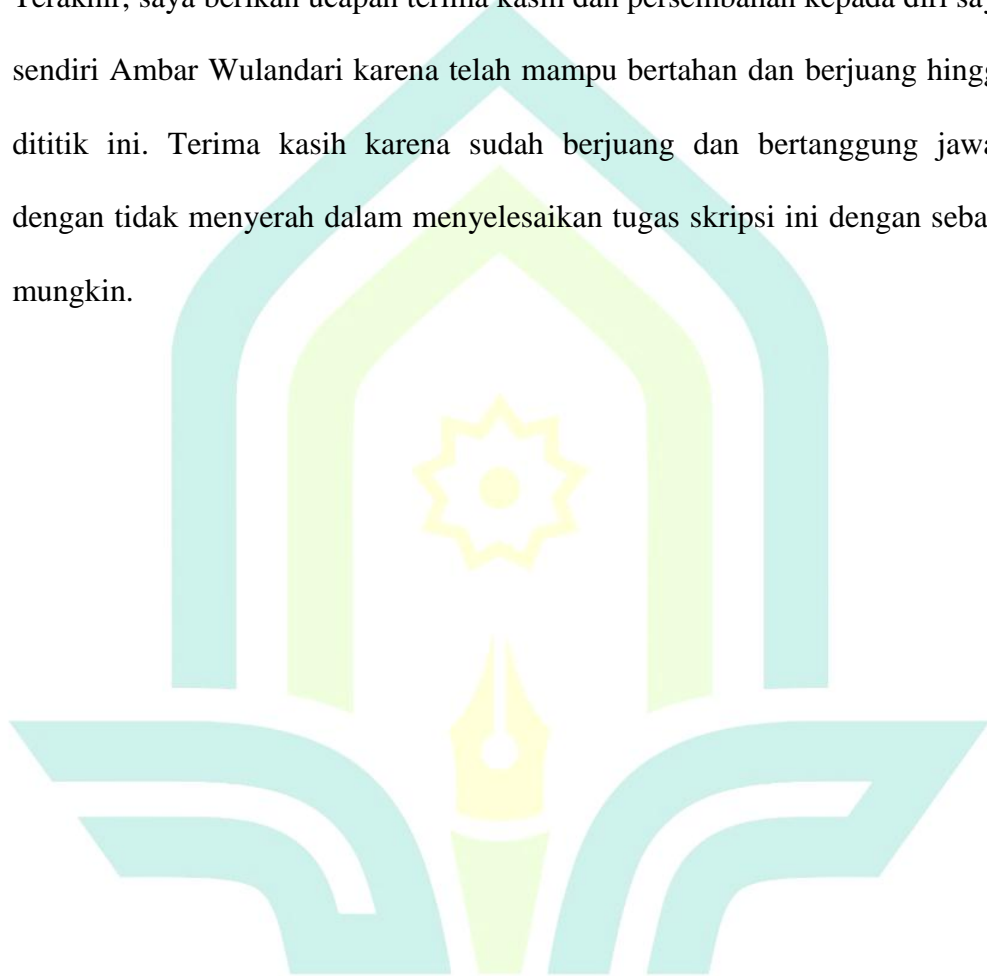 Terakhir, saya berikan ucapan terima kasih dan persembahan kepada diri say
sendiri Ambar Wulandari karena telah mampu bertahan dan berjuang hingg
dititik ini. Terima kasih karena sudah berjuang dan bertanggung jawa
dengan tidak menyerah dalam menyelesaikan tugas skripsi ini dengan seba
mungkin.